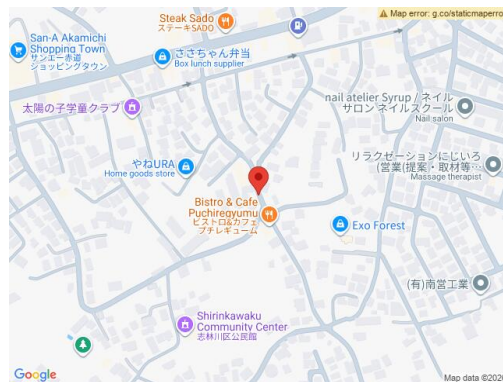 Map error: g.co/staticmaperro
Steak Sado
ステーキSADO
San-A Akamichi
Shopping Town
サンエー赤道
ショッピングタウン
ささちゃん弁当
Box lunch supplier
太陽の子学童クラブ
nail atelier Syrup / ネイル
サロン ネイルスクール
Nail salon
やねURA
Home goods store
リラクゼーションにじいろ
(営業(提案・取材等…
Massage therapist
Bistro & Cafe
Puchiregyumu
ビストロ&カフェ
プチレギューム
Exo Forest
(有)南営工業
Shirinkawaku
Community Center
志林川区公民館
Google
Map data ©202